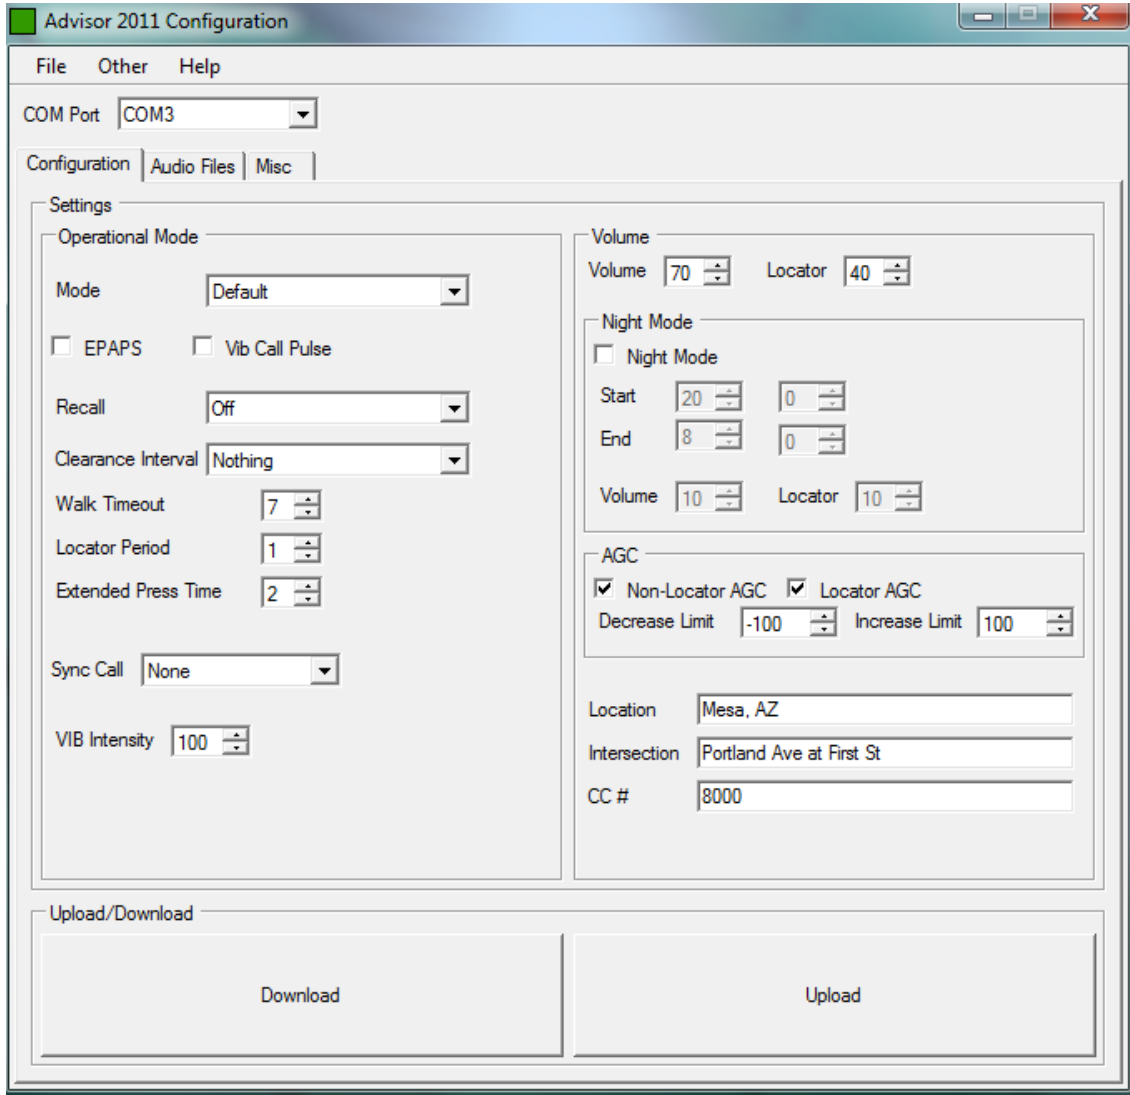 Advisor 2011 Configuration
X
File Other Help
COM Port COM3
Configuration Audio Files Misc
Settings
Operational Mode
Mode Default
EPAPS Vib Call Pulse
Recall Off
Clearance Interval Nothing
Walk Timeout 7
Locator Period 1
Extended Press Time 2
Sync Call None
VIB Intensity 100
Volume
Volume 70 Locator 40
Night Mode
Night Mode
Start 20 0
End 8 0
Volume 10 Locator 10
AGC
Non-Locator AGC Locator AGC
Decrease Limit -100 Increase Limit 100
Location Mesa, AZ
Intersection Portland Ave at First St
CC # 8000
Upload/Download
Download Upload